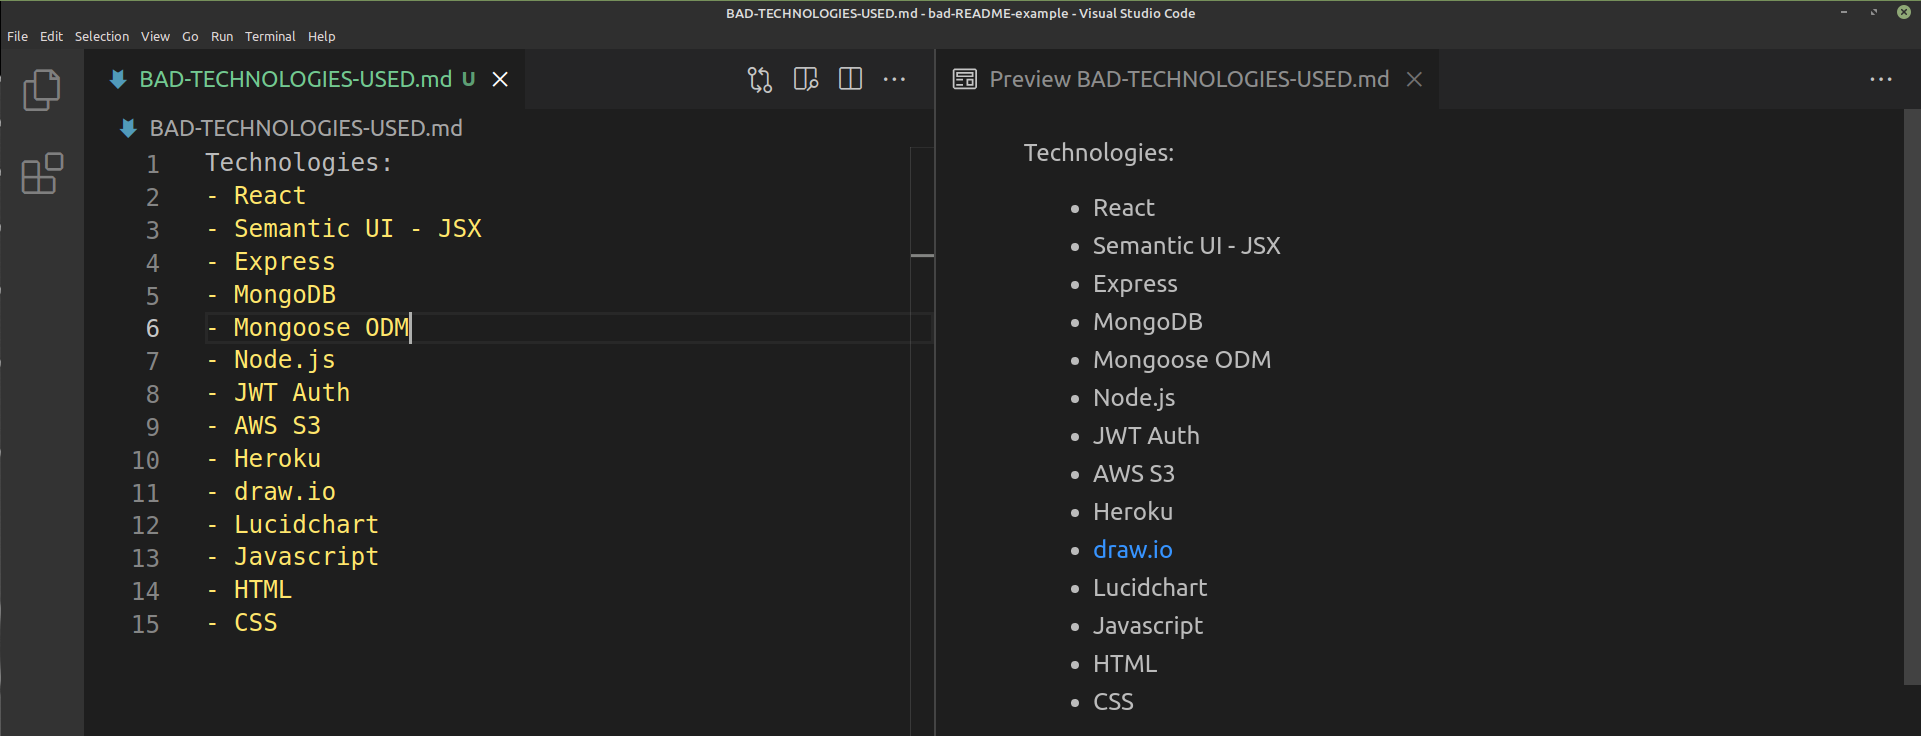 BAD-TECHNOLOGIES-USED.md - bad-README-example - Visual Studio Code
File Edit Selection View Go Run Terminal Help
BAD-TECHNOLOGIES-USED.md U
BAD-TECHNOLOGIES-USED.md
1 Technologies:
2 - React
3 - Semantic UI - JSX
4 - Express
5 - MongoDB
6 - Mongoose ODM
7 - Node.js
8 - JWT Auth
9 - AWS S3
10 - Heroku
11 - draw.io
12 - Lucidchart
13 - Javascript
14 - HTML
15 - CSS
Preview BAD-TECHNOLOGIES-USED.md
Technologies:
• React
• Semantic UI - JSX
• Express
• MongoDB
• Mongoose ODM
• Node.js
• JWT Auth
• AWS S3
• Heroku
• draw.io
• Lucidchart
• Javascript
• HTML
• CSS